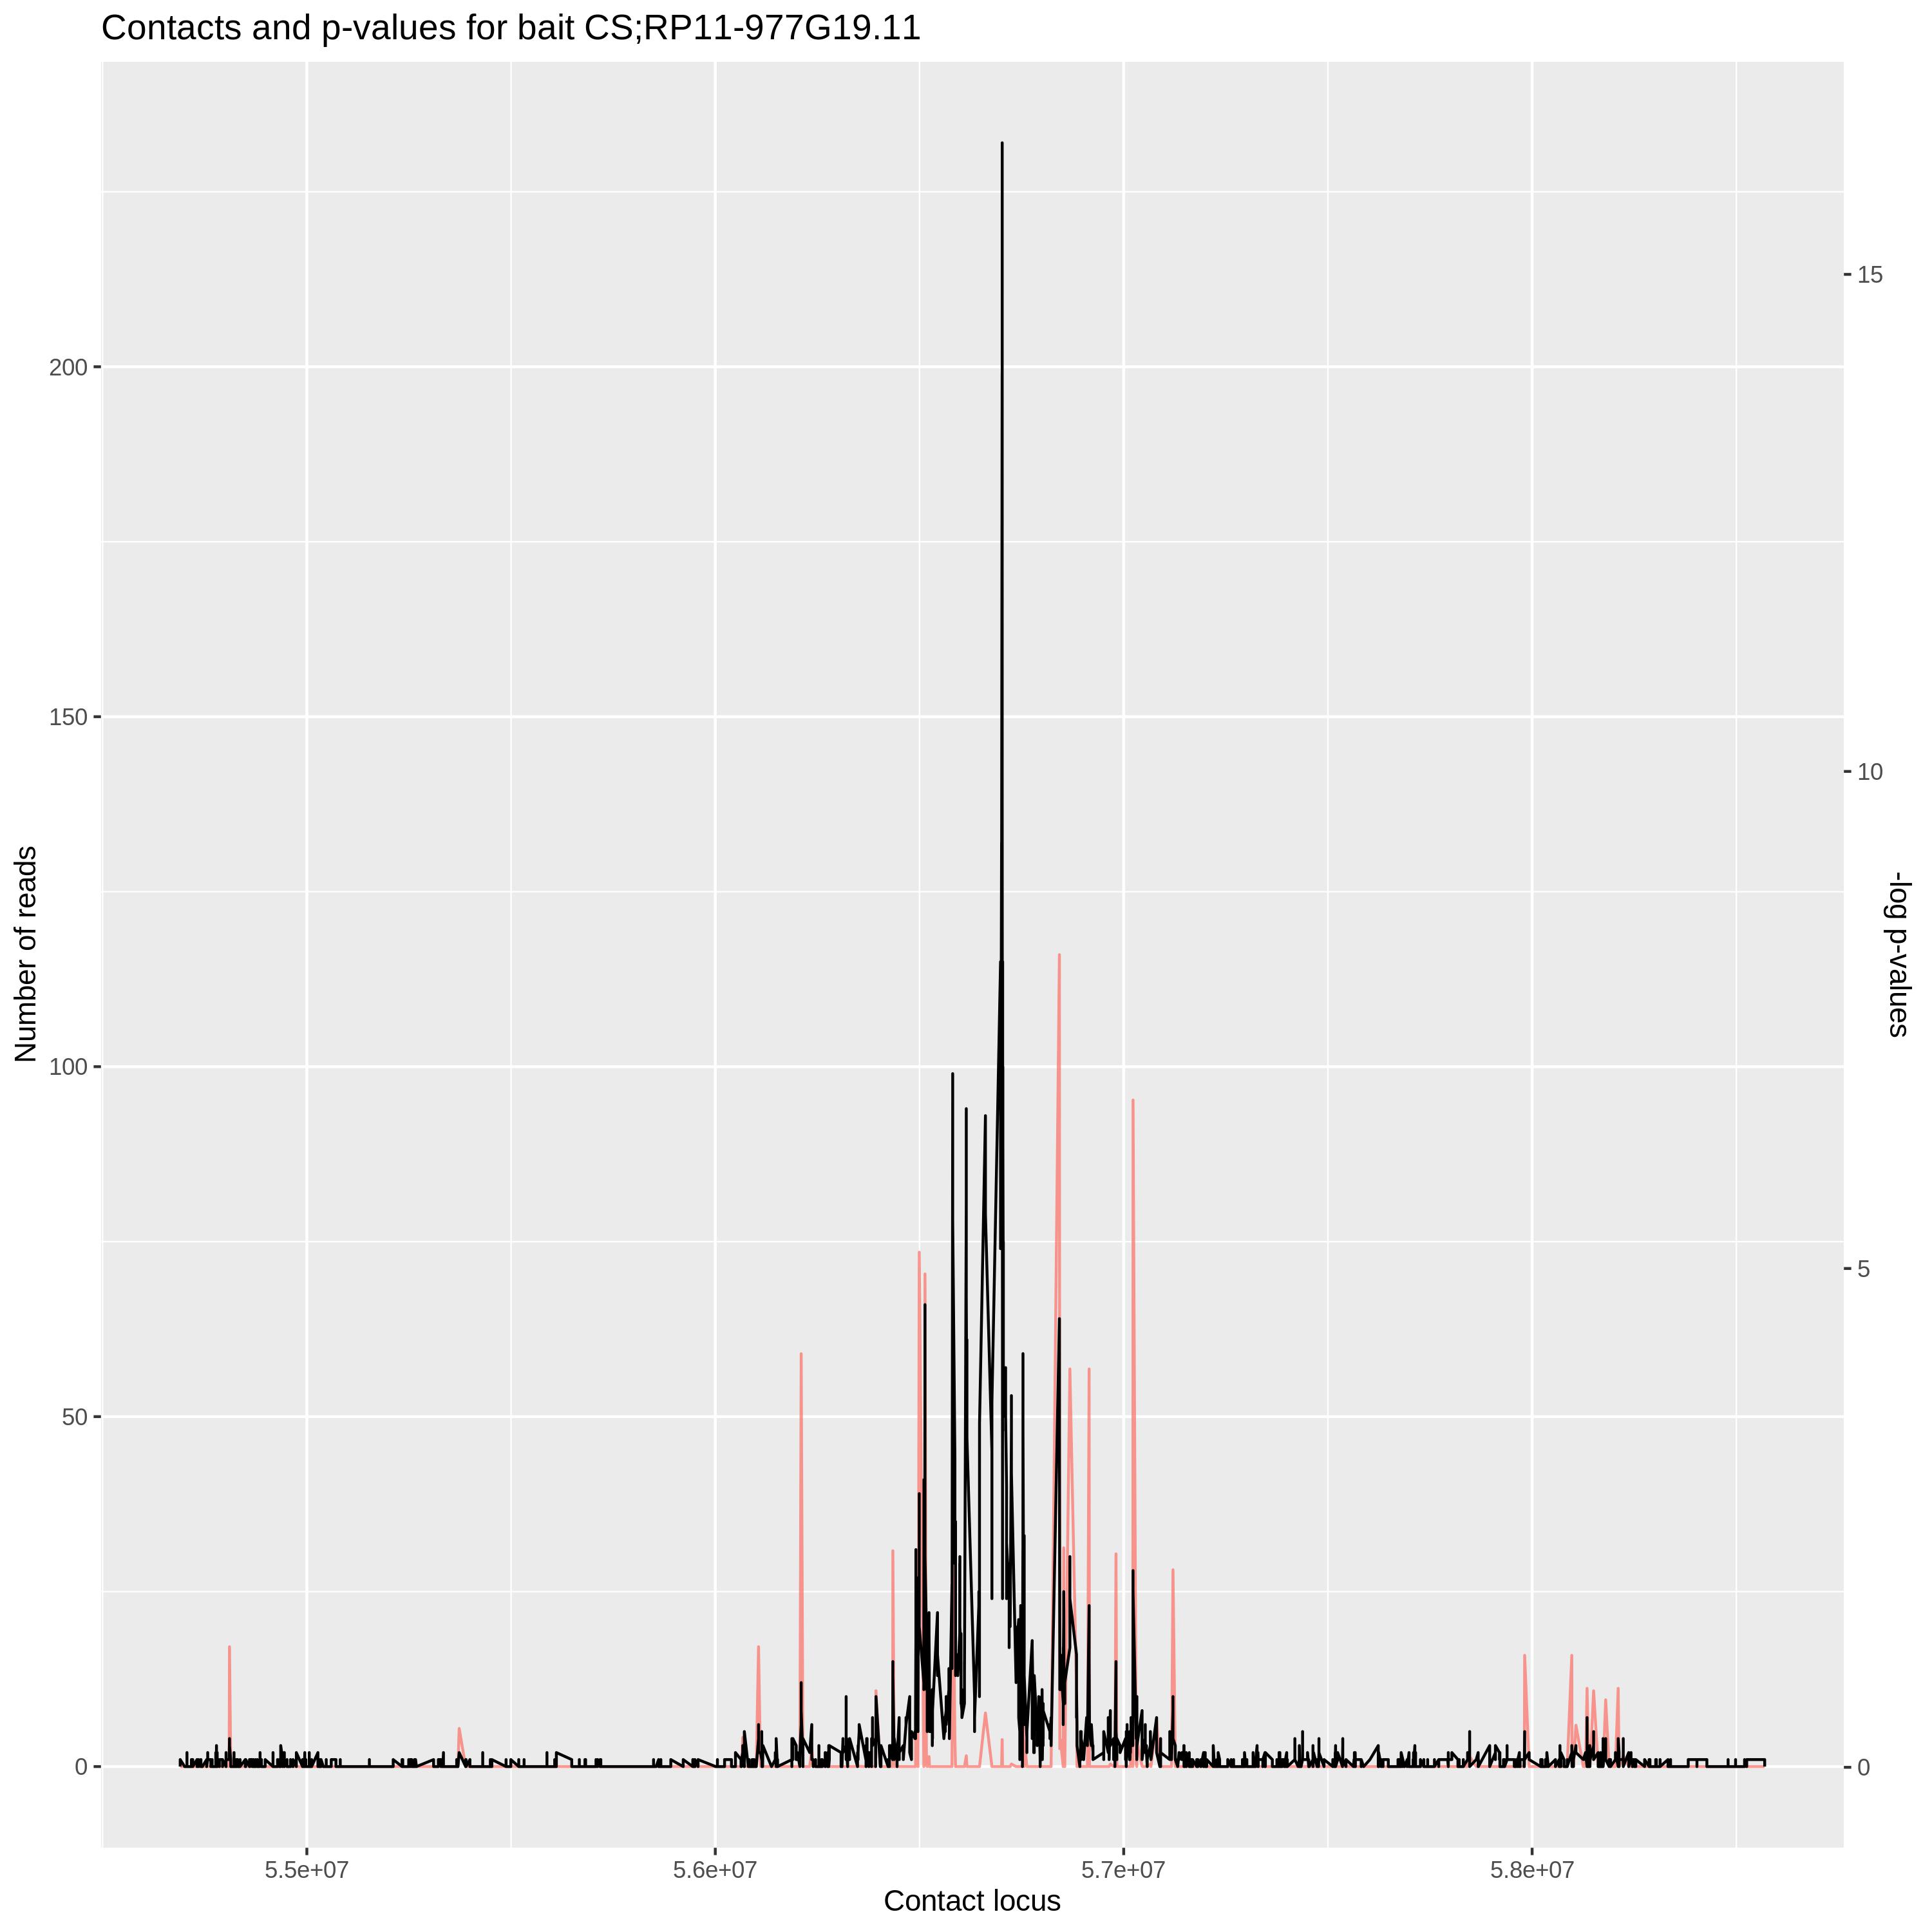 Contacts and p-values for bait CS;RP11-977G19.11
Number of reads
200
150
100
50
0
15
10
5
0
-log p-values
5.5e+07
5.6e+07
5.7e+07
5.8e+07
Contact locus